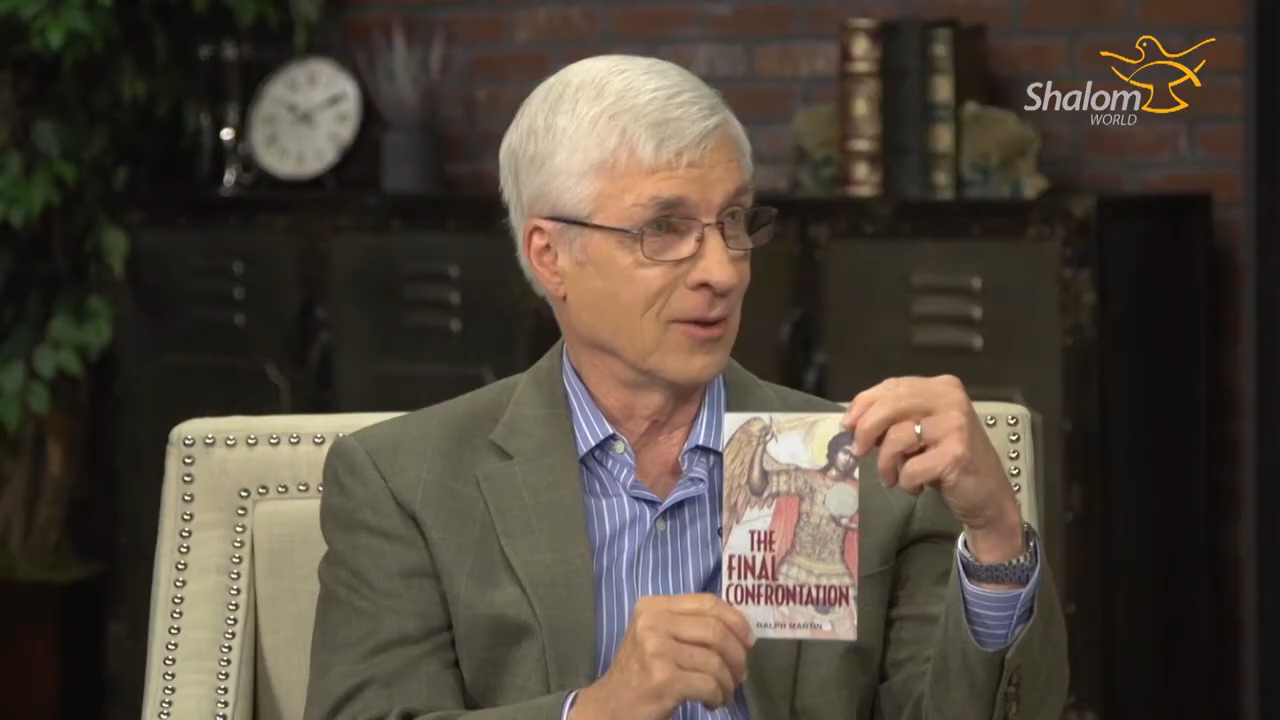 Shalom
WORLD
THE
FINAL
CONFRONTATION
RALPH MARTIN